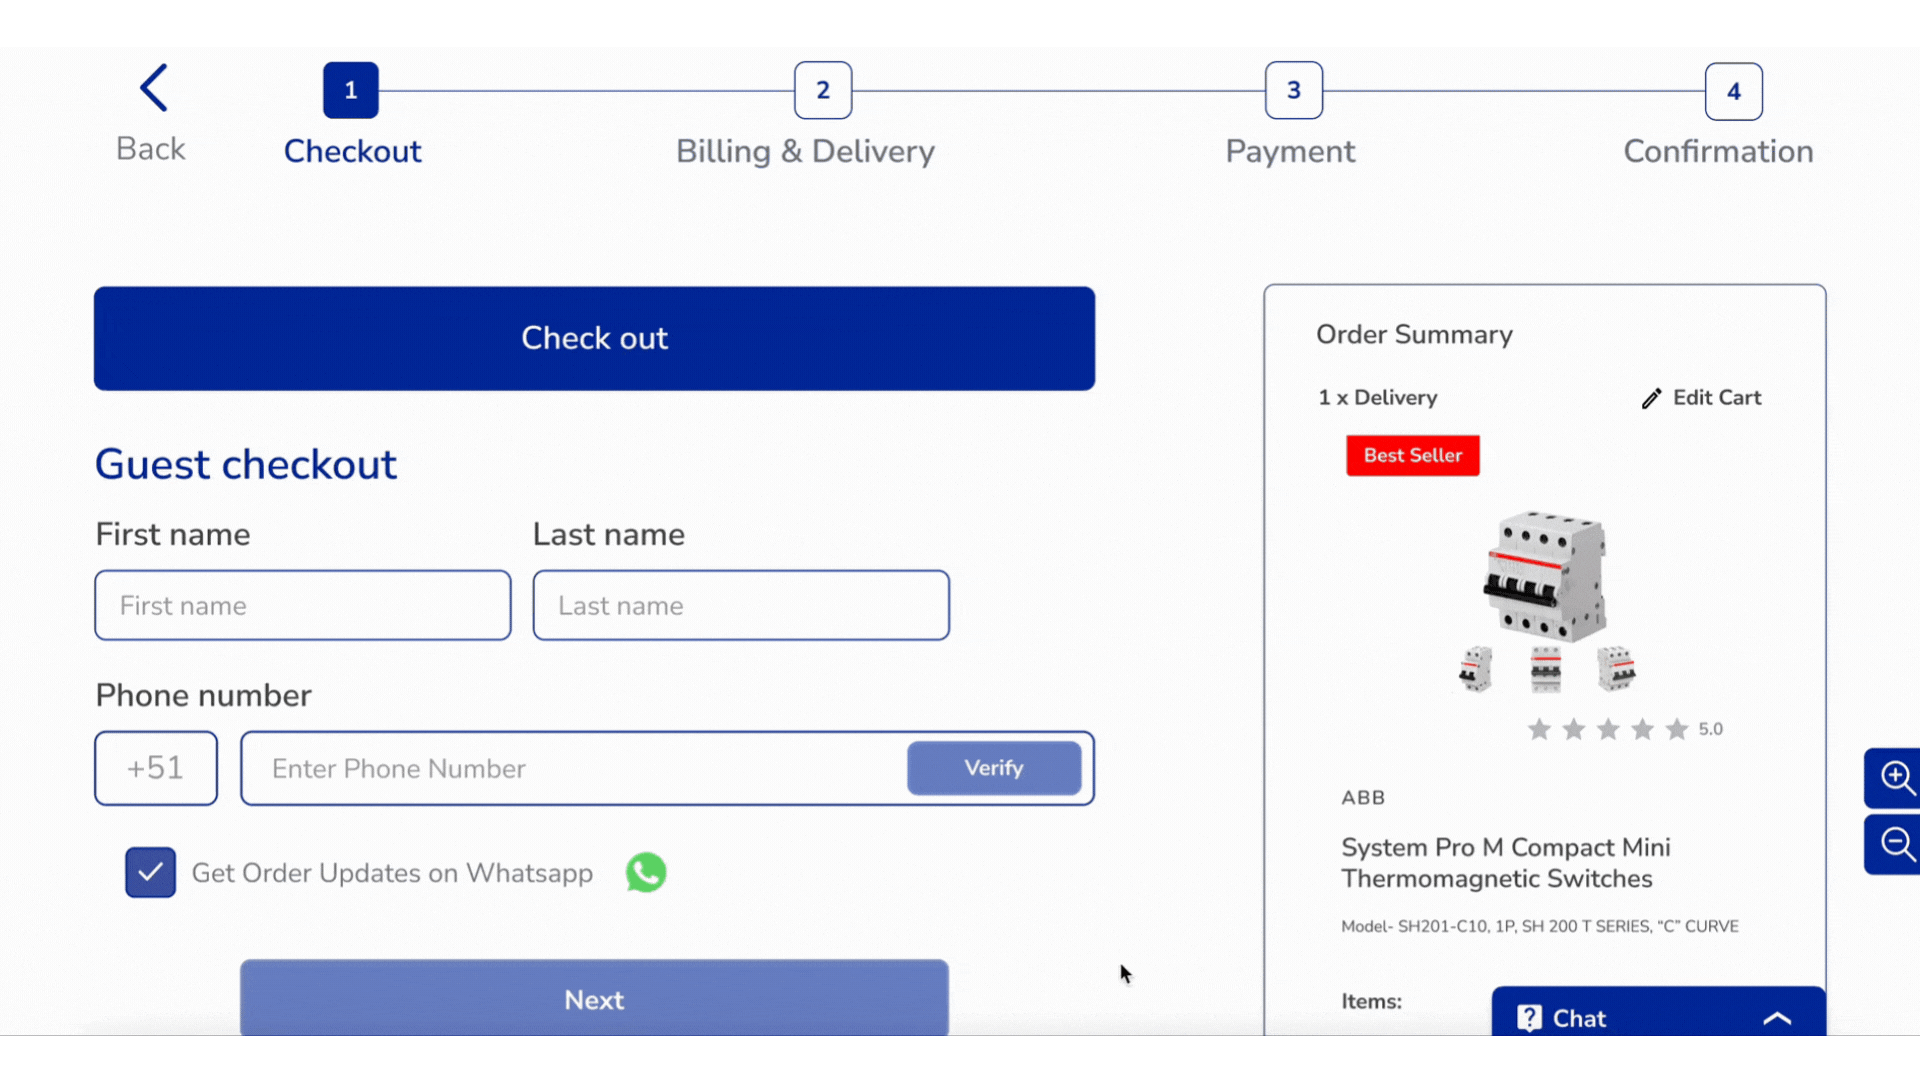 1
2
3
4
Back
Checkout
Billing & Delivery
Payment
Confirmation
Check out
Guest checkout
First name
Last name
First name
Last name
Phone number
+51
Enter Phone Number
Verify
Get Order Updates on Whatsapp
Next
Order Summary
1 x Delivery
Edit Cart
Best Seller
5.0
ABB
System Pro M Compact Mini
Thermomagnetic Switches
Model- SH201-C10, 1P, SH 200 T SERIES, “C” CURVE
Items:
? Chat